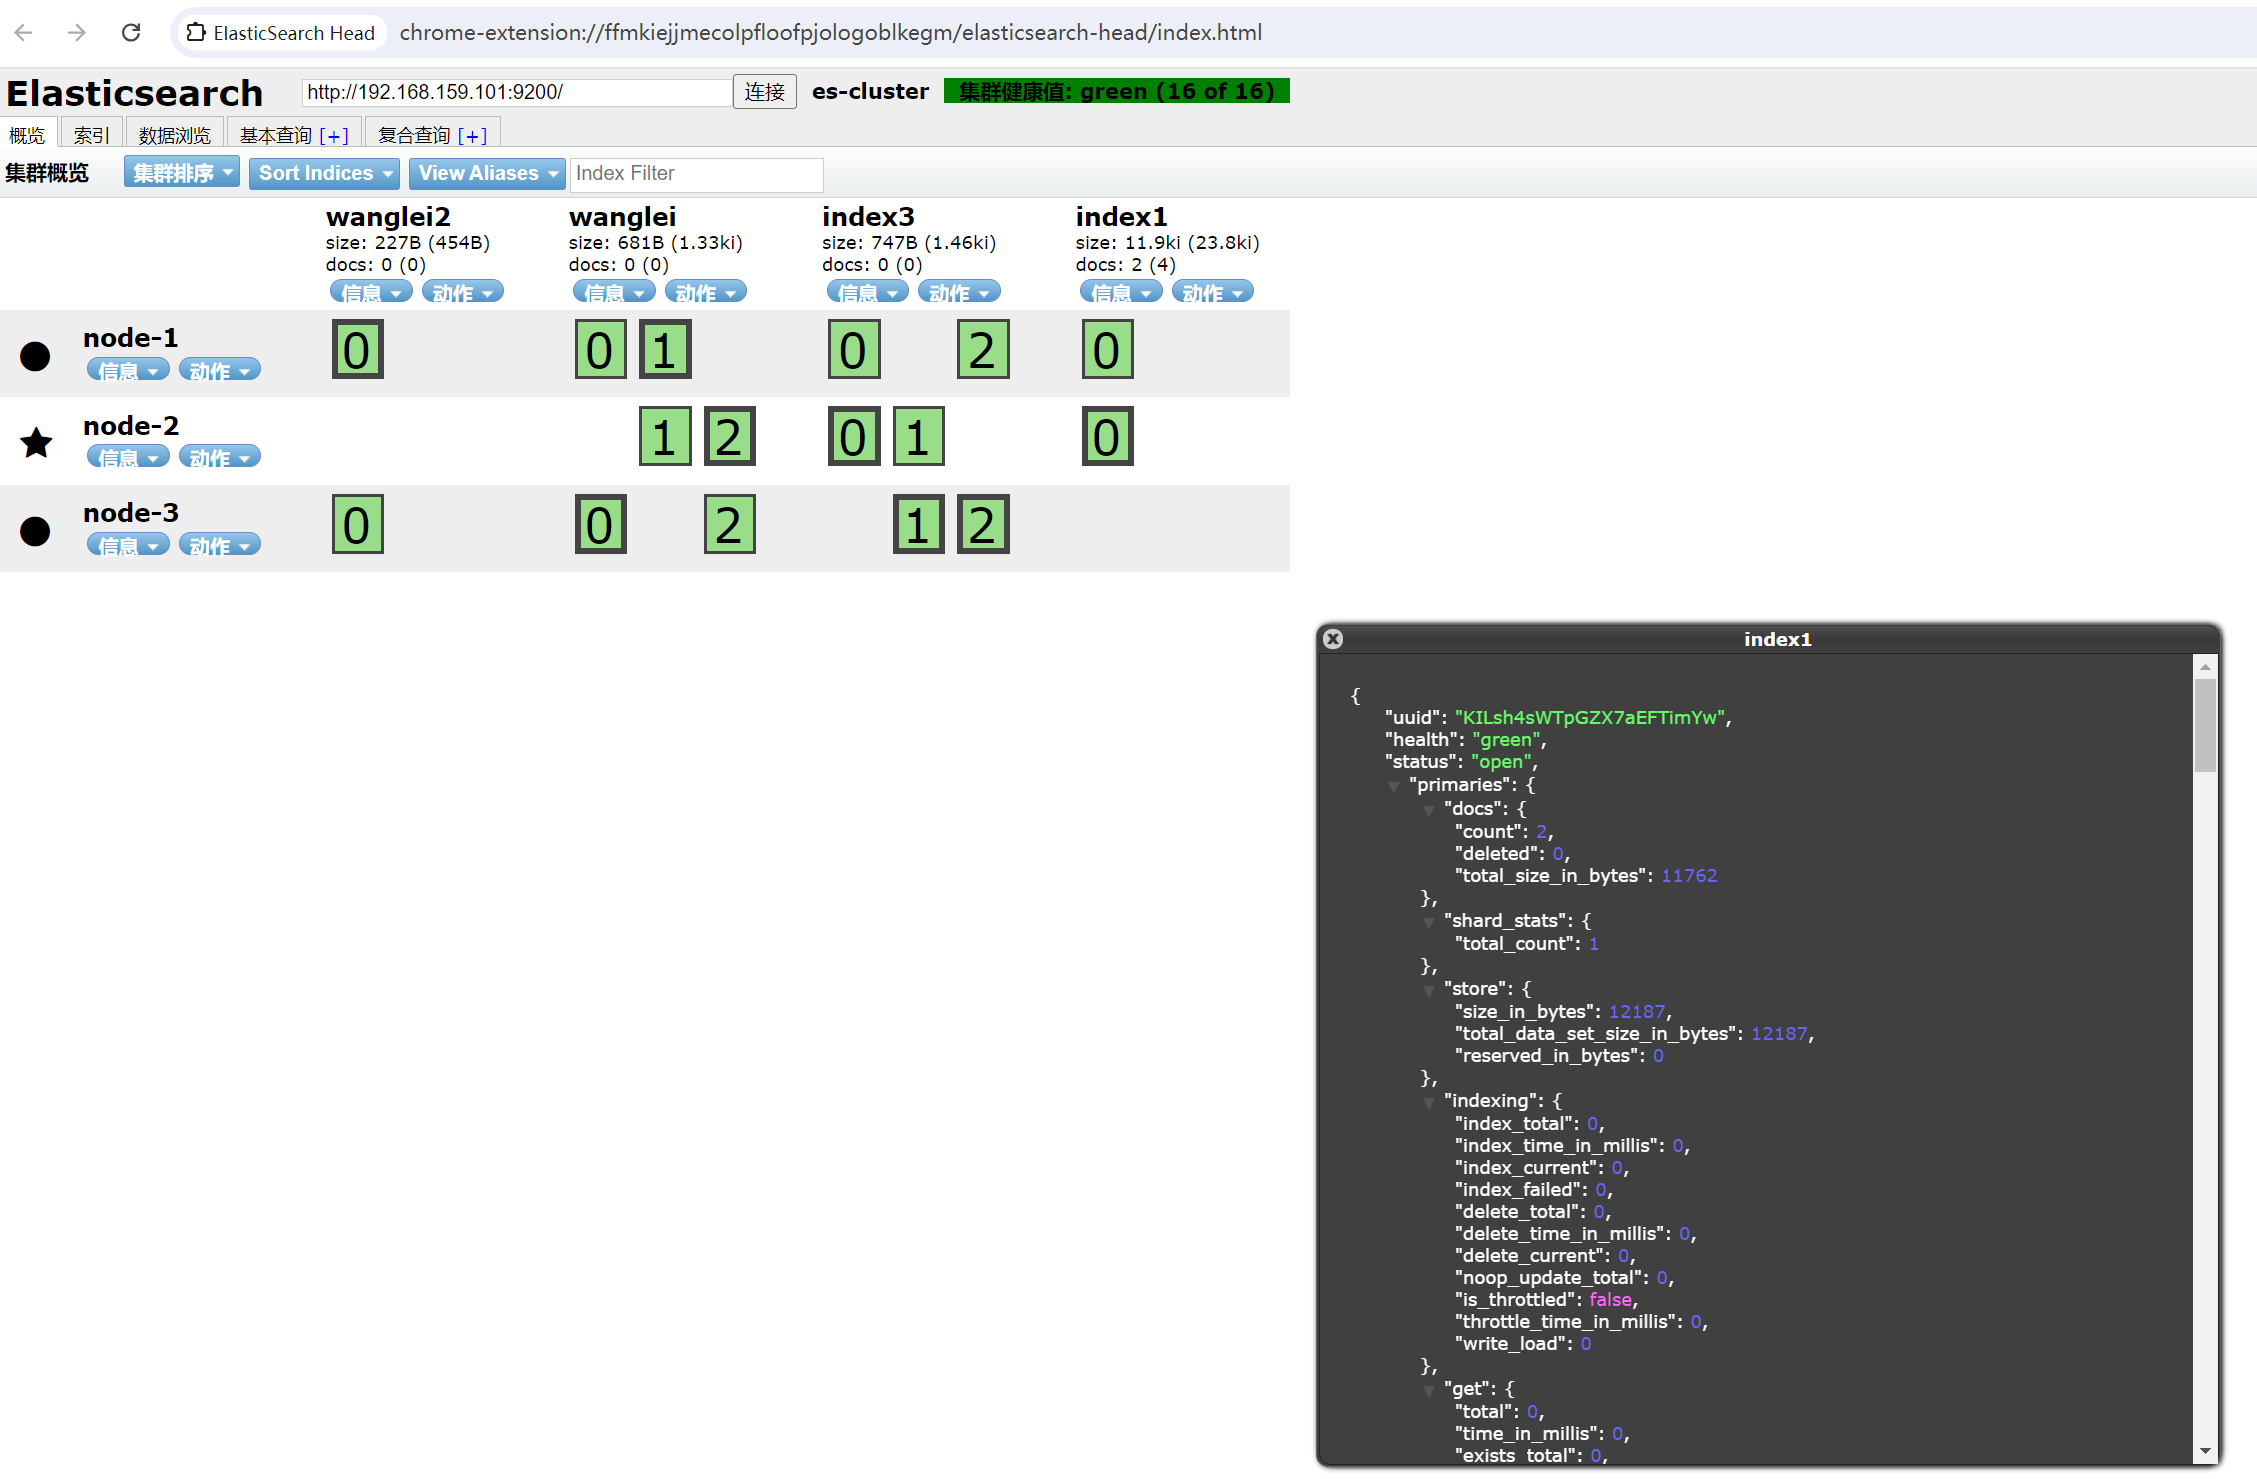 ElasticSearch Head chrome-extension://ffmkiejjmecolpfloofpjologoblkegm/elasticsearch-head/index.html
Elasticsearch http://192.168.159.101:9200/ 连接 es-cluster 集群健康值: green (16 of 16)
概览 索引 数据浏览 基本查询 [+] 复合查询 [+]
集群概览 集群排序 Sort Indices View Aliases Index Filter
wanglei2 wanglei index3 index1
size: 227B (454B) size: 681B (1.33ki) size: 747B (1.46ki) size: 11.9ki (23.8ki)
docs: 0 (0) docs: 0 (0) docs: 0 (0) docs: 2 (4)
信息 动作 信息 动作 信息 动作 信息 动作
node-1 0 0 1 0 2 0
信息 动作
node-2 1 2 0 1 0
信息 动作
node-3 0 0 2 1 2
信息 动作
index1
{
"uuid": "KILsh4sWTpGZX7aEFTimYw",
"health": "green",
"status": "open",
"primaries": {
"docs": {
"count": 2,
"deleted": 0,
"total_size_in_bytes": 11762
},
"shard_stats": {
"total_count": 1
},
"store": {
"size_in_bytes": 12187,
"total_data_set_size_in_bytes": 12187,
"reserved_in_bytes": 0
},
"indexing": {
"index_total": 0,
"index_time_in_millis": 0,
"index_current": 0,
"index_failed": 0,
"delete_total": 0,
"delete_time_in_millis": 0,
"delete_current": 0,
"noop_update_total": 0,
"is_throttled": false,
"throttle_time_in_millis": 0,
"write_load": 0
},
"get": {
"total": 0,
"time_in_millis": 0,
"exists_total": 0,